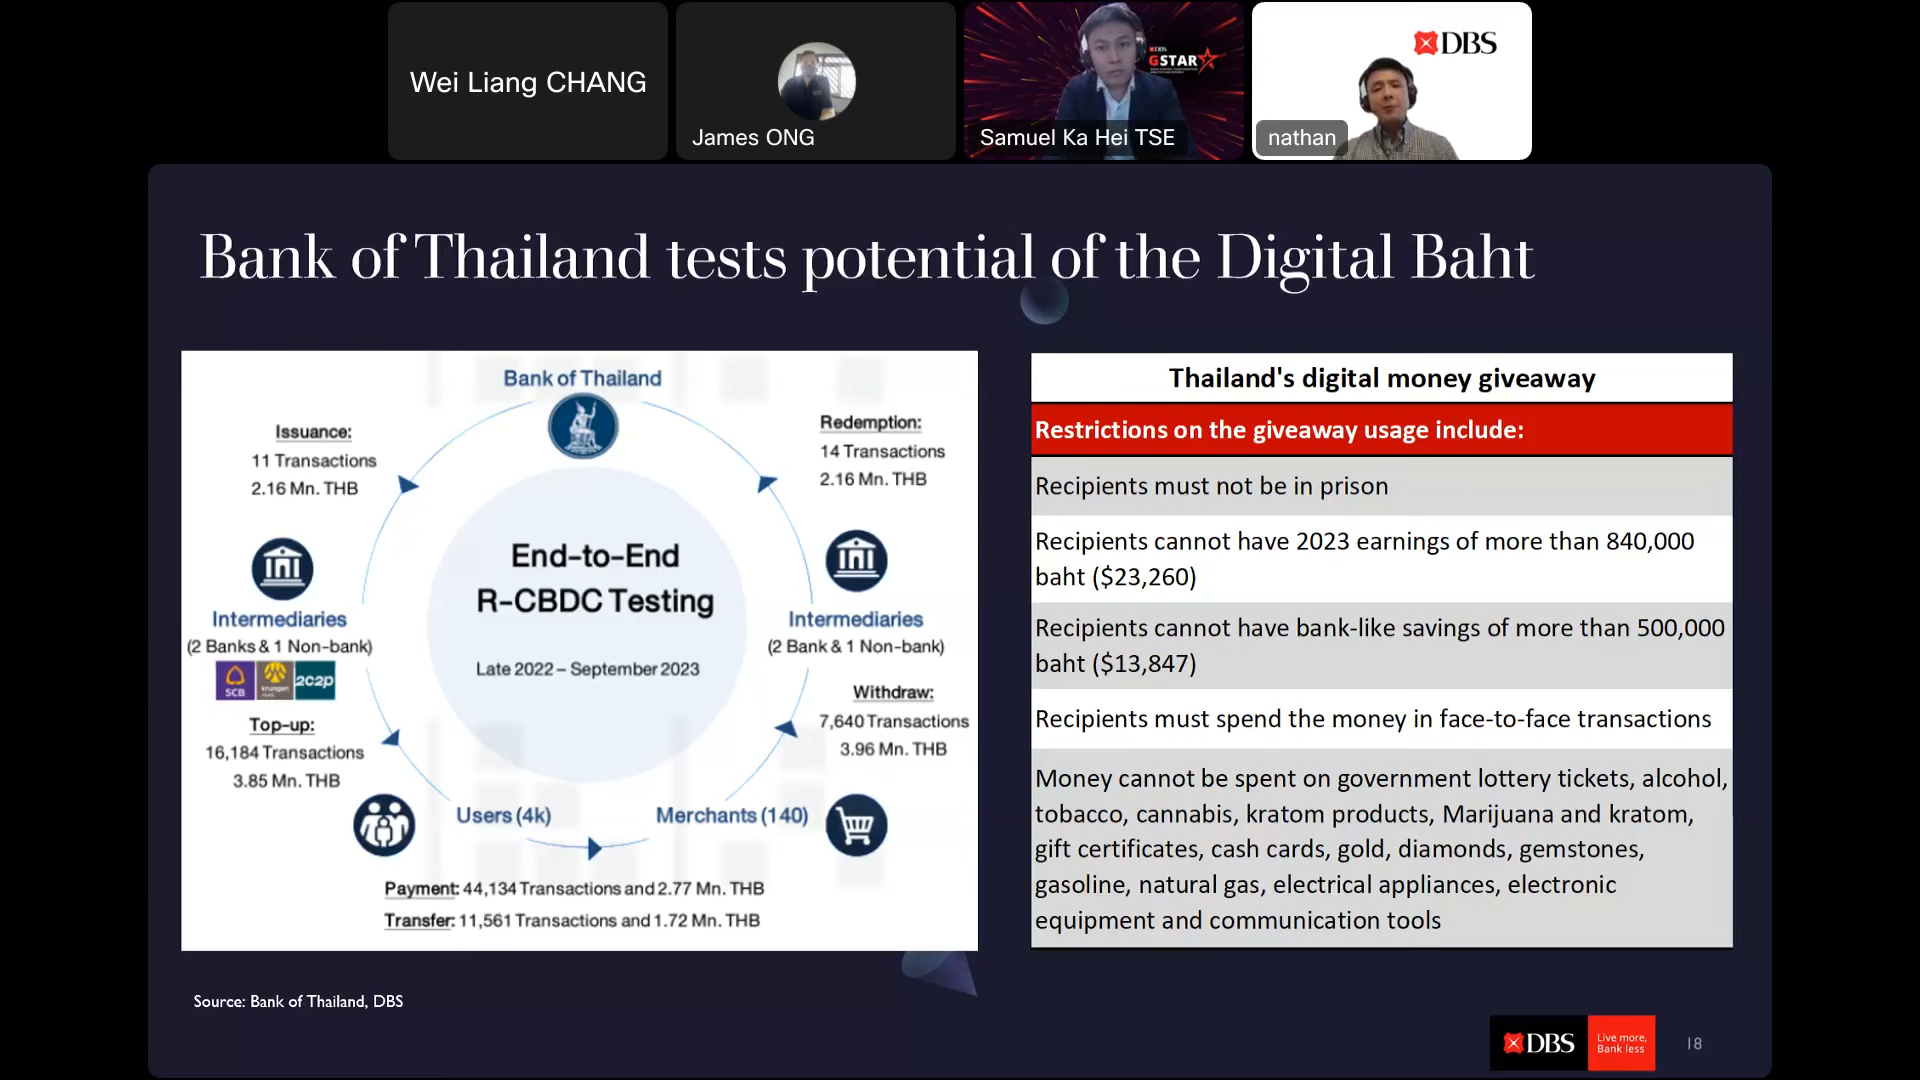 Wei Liang CHANG
James ONG
DBS
GSTAR
Samuel Ka Hei TSE
DBS
nathan
Bank of Thailand tests potential of the Digital Baht
Bank of Thailand
Issuance:
11 Transactions
2.16 Mn. THB
Redemption:
14 Transactions
2.16 Mn. THB
End-to-End
R-CBDC Testing
Late 2022 – September 2023
Intermediaries
(2 Banks & 1 Non-bank)
SCB
krungsri
2c2p
Intermediaries
(2 Bank & 1 Non-bank)
Top-up:
16,184 Transactions
3.85 Mn. THB
Withdraw:
7,640 Transactions
3.96 Mn. THB
Users (4k)
Merchants (140)
Payment: 44,134 Transactions and 2.77 Mn. THB
Transfer: 11,561 Transactions and 1.72 Mn. THB
Thailand's digital money giveaway
Restrictions on the giveaway usage include:
Recipients must not be in prison
Recipients cannot have 2023 earnings of more than 840,000
baht ($23,260)
Recipients cannot have bank-like savings of more than 500,000
baht ($13,847)
Recipients must spend the money in face-to-face transactions
Money cannot be spent on government lottery tickets, alcohol,
tobacco, cannabis, kratom products, Marijuana and kratom,
gift certificates, cash cards, gold, diamonds, gemstones,
gasoline, natural gas, electrical appliances, electronic
equipment and communication tools
Source: Bank of Thailand, DBS
DBS
Live more,
Bank less
18